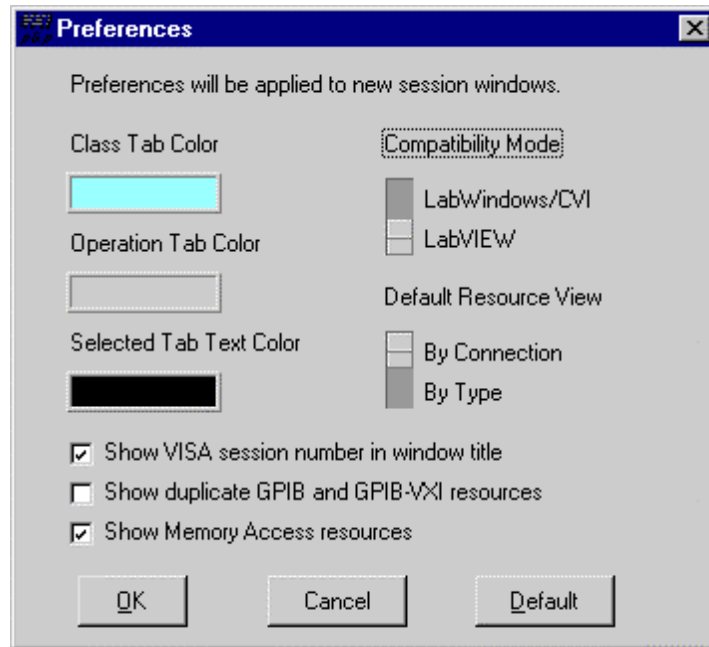 Preferences
Preferences will be applied to new session windows.
Class Tab Color
Operation Tab Color
Selected Tab Text Color
Compatibility Mode
LabWindows/CVI
LabVIEW
Default Resource View
By Connection
By Type
Show VISA session number in window title
Show duplicate GPIB and GPIB-VXI resources
Show Memory Access resources
OK
Cancel
Default